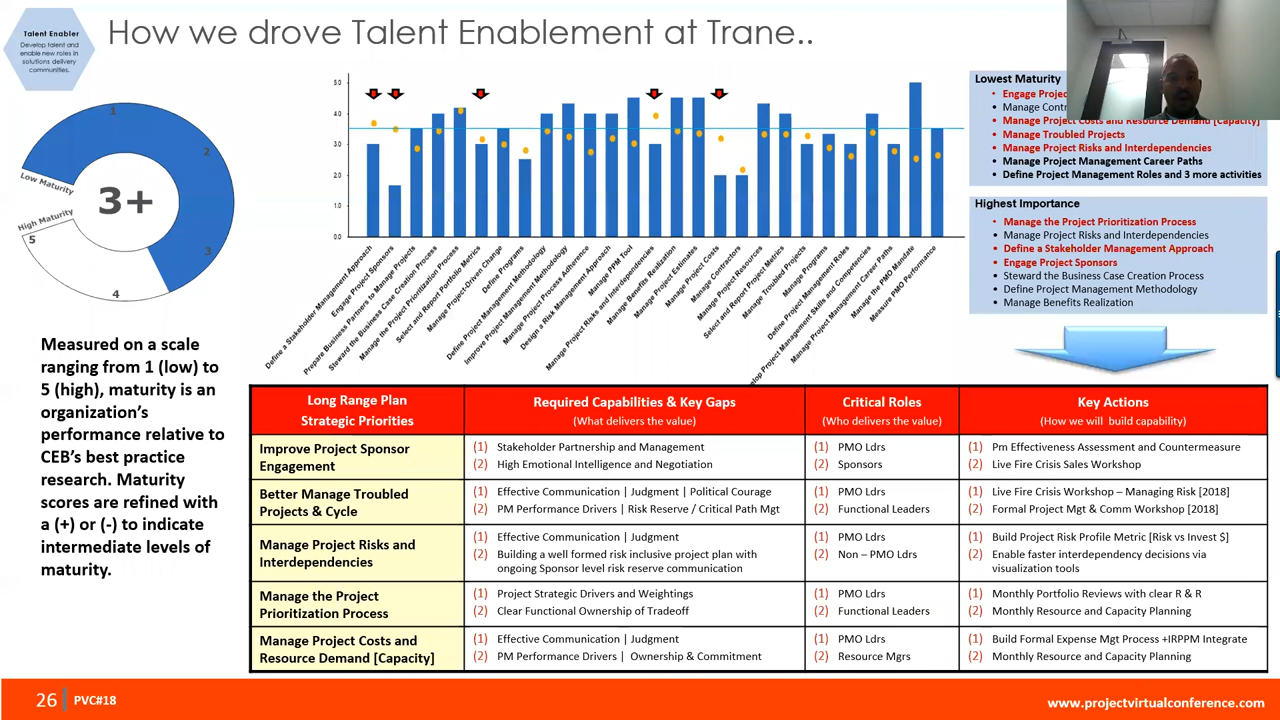 Talent Enabler
Develop talent and
enable new roles in
solutions delivery
communities.
How we drove Talent Enablement at Trane..
1
2
3
4
5
Low Maturity
High Maturity
3+
Measured on a scale
ranging from 1 (low) to
5 (high), maturity is an
organization's
performance relative to
CEB's best practice
research. Maturity
scores are refined with
a (+) or (-) to indicate
intermediate levels of
maturity.
5.0
4.0
3.0
2.0
1.0
0.0
Define a Stakeholder Management Approach
Engage Project Sponsors
Prepare Business Partners to Manage Projects
Steward the Business Case Creation Process
Manage the Project Prioritization Process
Select and Report Portfolio Metrics
Manage Project-Driven Change
Define Programs
Define Project Management Methodology
Improve Project Management Methodology
Manage Project Process Adherence
Design a Risk Management Approach
Manage PPM Tool
Manage Project Risks and Interdependencies
Manage Benefits Realization
Manage Project Estimates
Manage Project Costs
Manage Contractors
Manage Project Resources
Select and Report Project Metrics
Manage Troubled Projects
Manage Programs
Define Project Management Roles
Project Management Skills and Competencies
Manage Project Management Career Paths
Manage the PMO Mandate
Measure PMO Performance
Lowest Maturity
• Engage
• Manage
• Manage Project Costs and Resource Demand [Capacity]
• Manage Troubled Projects
• Manage Project Risks and Interdependencies
• Manage Project Management Career Paths
• Define Project Management Roles and 3 more activities
Highest Importance
• Manage the Project Prioritization Process
• Manage Project Risks and Interdependencies
• Define a Stakeholder Management Approach
• Engage Project Sponsors
• Steward the Business Case Creation Process
• Define Project Management Methodology
• Manage Benefits Realization
Long Range Plan
Strategic Priorities
Required Capabilities & Key Gaps
(What delivers the value)
Critical Roles
(Who delivers the value)
Key Actions
(How we will build capability)
Improve Project Sponsor
Engagement
(1) Stakeholder Partnership and Management
(2) High Emotional Intelligence and Negotiation
(1) PMO Ldrs
(2) Sponsors
(1) Pm Effectiveness Assessment and Countermeasure
(2) Live Fire Crisis Sales Workshop
Better Manage Troubled
Projects & Cycle
(1) Effective Communication | Judgment | Political Courage
(2) PM Performance Drivers | Risk Reserve / Critical Path Mgt
(1) PMO Ldrs
(2) Functional Leaders
(1) Live Fire Crisis Workshop – Managing Risk [2018]
(2) Formal Project Mgt & Comm Workshop [2018]
Manage Project Risks and
Interdependencies
(1) Effective Communication | Judgment
(2) Building a well formed risk inclusive project plan with
ongoing Sponsor level risk reserve communication
(1) PMO Ldrs
(2) Non – PMO Ldrs
(1) Build Project Risk Profile Metric [Risk vs Invest $]
(2) Enable faster interdependency decisions via
visualization tools
Manage the Project
Prioritization Process
(1) Project Strategic Drivers and Weightings
(2) Clear Functional Ownership of Tradeoff
(1) PMO Ldrs
(2) Functional Leaders
(1) Monthly Portfolio Reviews with clear R & R
(2) Monthly Resource and Capacity Planning
Manage Project Costs and
Resource Demand [Capacity]
(1) Effective Communication | Judgment
(2) PM Performance Drivers | Ownership & Commitment
(1) PMO Ldrs
(2) Resource Mgrs
(1) Build Formal Expense Mgt Process +IRPPM Integrate
(2) Monthly Resource and Capacity Planning
26 PVC#18
www.projectvirtualconference.com